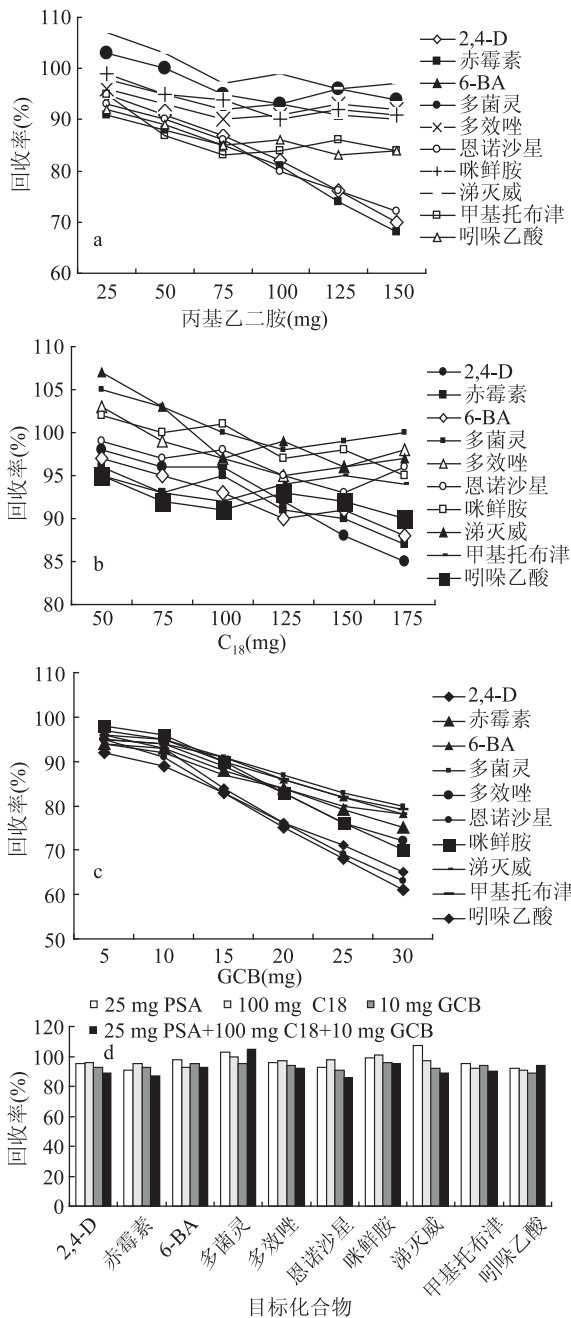 110
100
90
80
70
60
回收率(%)
a
25 50 75 100 125 150
丙基乙二胺(mg)
2,4-D
赤霉素
6-BA
多菌灵
多效唑
恩诺沙星
咪鲜胺
涕灭威
甲基托布津
吲哚乙酸
110
105
100
95
90
85
80
回收率(%)
b
50 75 100 125 150 175
C18(mg)
2,4-D
赤霉素
6-BA
多菌灵
多效唑
恩诺沙星
咪鲜胺
涕灭威
甲基托布津
吲哚乙酸
110
100
90
80
70
60
50
回收率(%)
c
5 10 15 20 25 30
GCB(mg)
2,4-D
赤霉素
6-BA
多菌灵
多效唑
恩诺沙星
咪鲜胺
涕灭威
甲基托布津
吲哚乙酸
25 mg PSA 100 mg C18 10 mg GCB
25 mg PSA+100 mg C18+10 mg GCB
120
100
80
60
40
20
0
回收率(%)
d
2,4-D
赤霉素
6-BA
多菌灵
多效唑
恩诺沙星
咪鲜胺
涕灭威
甲基托布津
吲哚乙酸
目标化合物